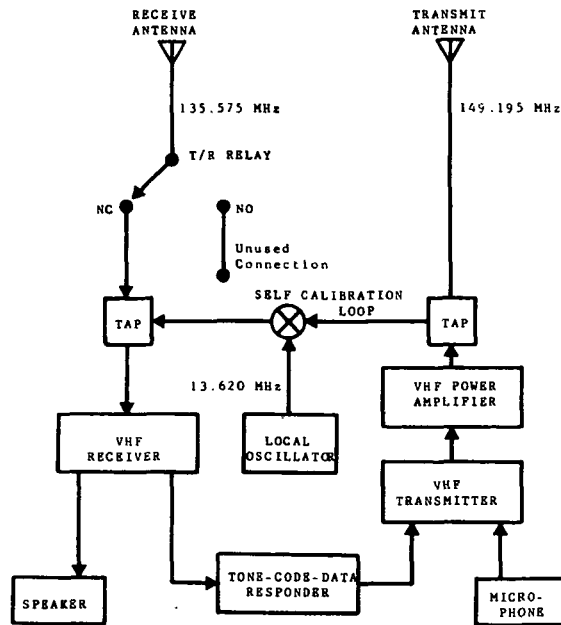 RECEIVE
ANTENNA
TRANSMIT
ANTENNA
135.575 MHz
149.195 MHz
T/R RELAY
NC
NO
Unused
Connection
SELF CALIBRATION
LOOP
TAP
TAP
13.620 MHz
VHF POWER
AMPLIFIER
VHF
RECEIVER
LOCAL
OSCILLATOR
VHF
TRANSMITTER
TONE-CODE-DATA
RESPONDER
SPEAKER
MICRO-
PHONE